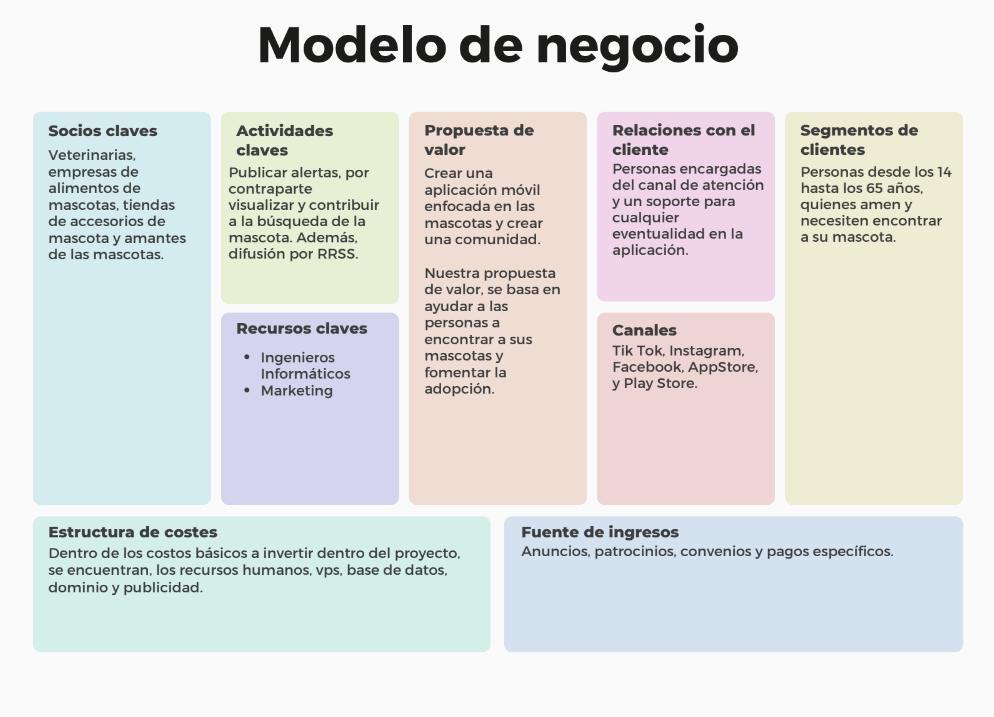 Modelo de negocio
Socios claves
Veterinarias,
empresas de
alimentos de
mascotas, tiendas
de accesorios de
mascota y amantes
de las mascotas.
Actividades
claves
Publicar alertas, por
contraparte
visualizar y contribuir
a la búsqueda de la
mascota. Además,
difusión por RRSS.
Recursos claves
• Ingenieros
Informáticos
• Marketing
Propuesta de
valor
Crear una
aplicación móvil
enfocada en las
mascotas y crear
una comunidad.
Nuestra propuesta
de valor, se basa en
ayudar a las
personas a
encontrar a sus
mascotas y
fomentar la
adopción.
Relaciones con el
cliente
Personas encargadas
del canal de atención
y un soporte para
cualquier
eventualidad en la
aplicación.
Canales
Tik Tok, Instagram,
Facebook, AppStore,
y Play Store.
Segmentos de
clientes
Personas desde los 14
hasta los 65 años,
quienes amen y
necesiten encontrar
a su mascota.
Estructura de costes
Dentro de los costos básicos a invertir dentro del proyecto,
se encuentran, los recursos humanos, vps, base de datos,
dominio y publicidad.
Fuente de ingresos
Anuncios, patrocinios, convenios y pagos específicos.